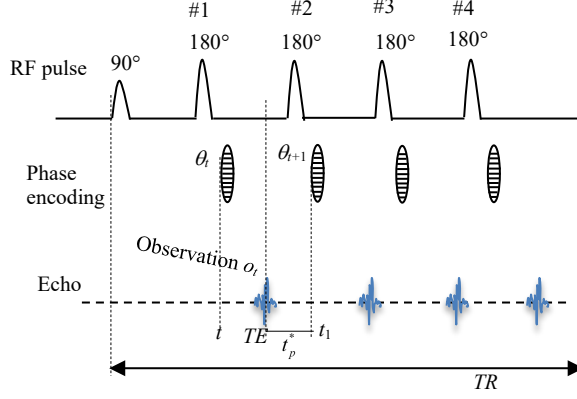 #1 #2 #3 #4
90° 180° 180° 180° 180°
RF pulse
θt θt+1
Phase
encoding
Observation ot
Echo
t TE t*p t1
TR